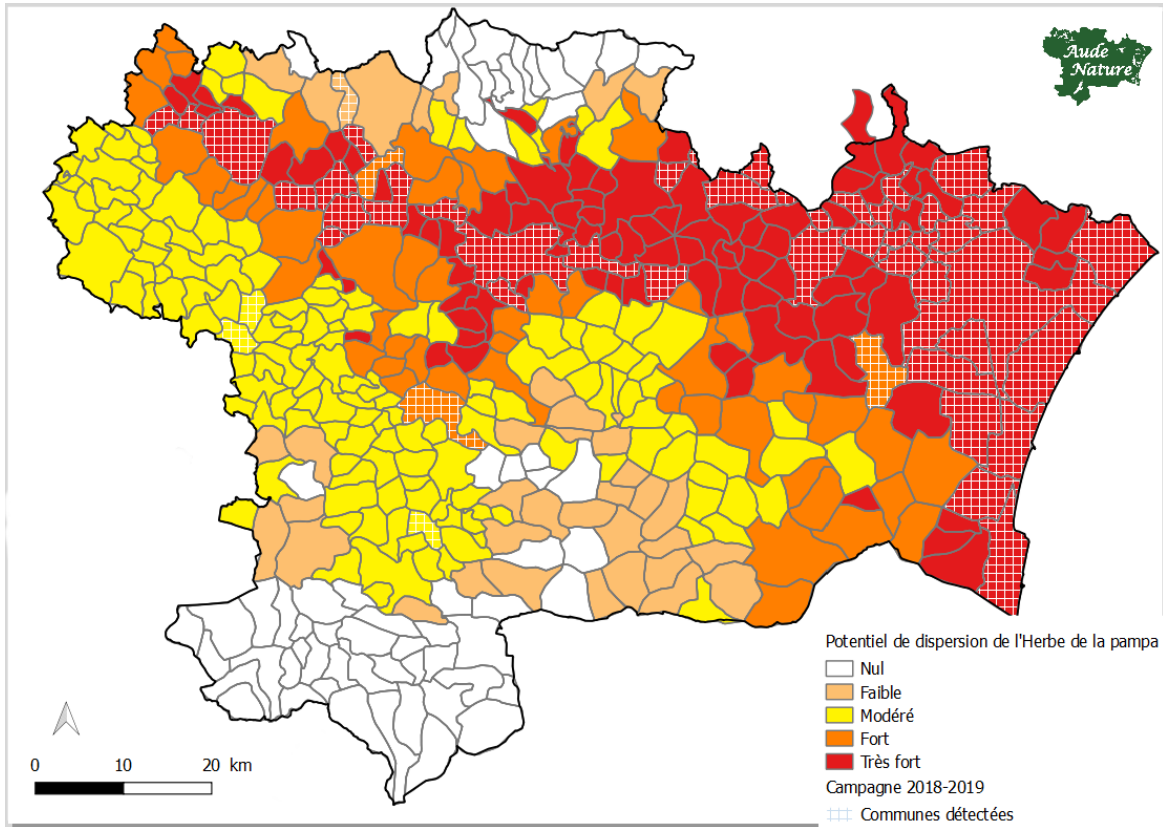 Aude
Nature
Potentiel de dispersion de l'Herbe de la pampa
Nul
Faible
Modéré
Fort
Très fort
Campagne 2018-2019
Communes détectées
0 10 20 km